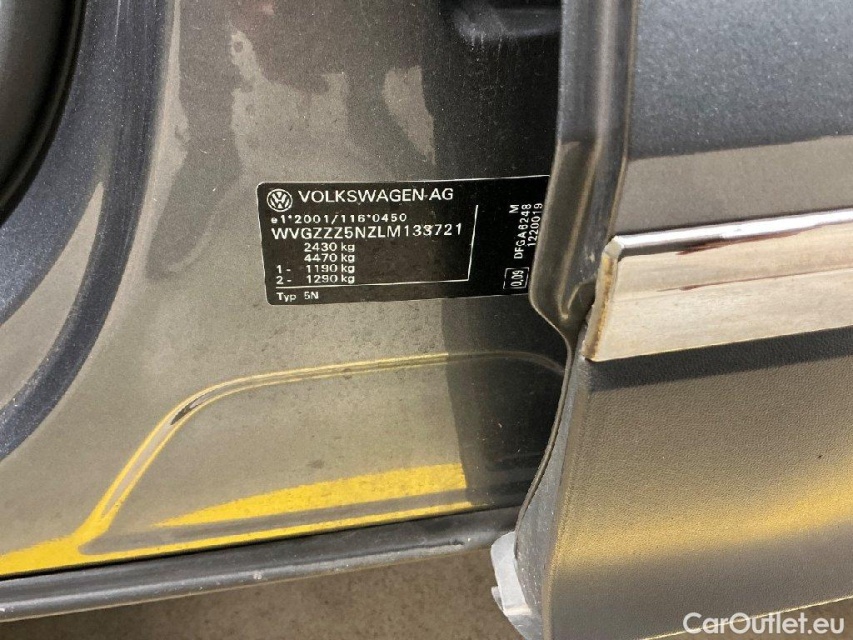 VOLKSWAGEN AG
e1*2001/116*0450
WVGZZZ5NZLM133721
2430 kg
4470 kg
1- 1190 kg
2- 1290 kg
Typ 5N
DFGA6248 M
1220019
0,09
CarOutlet.eu